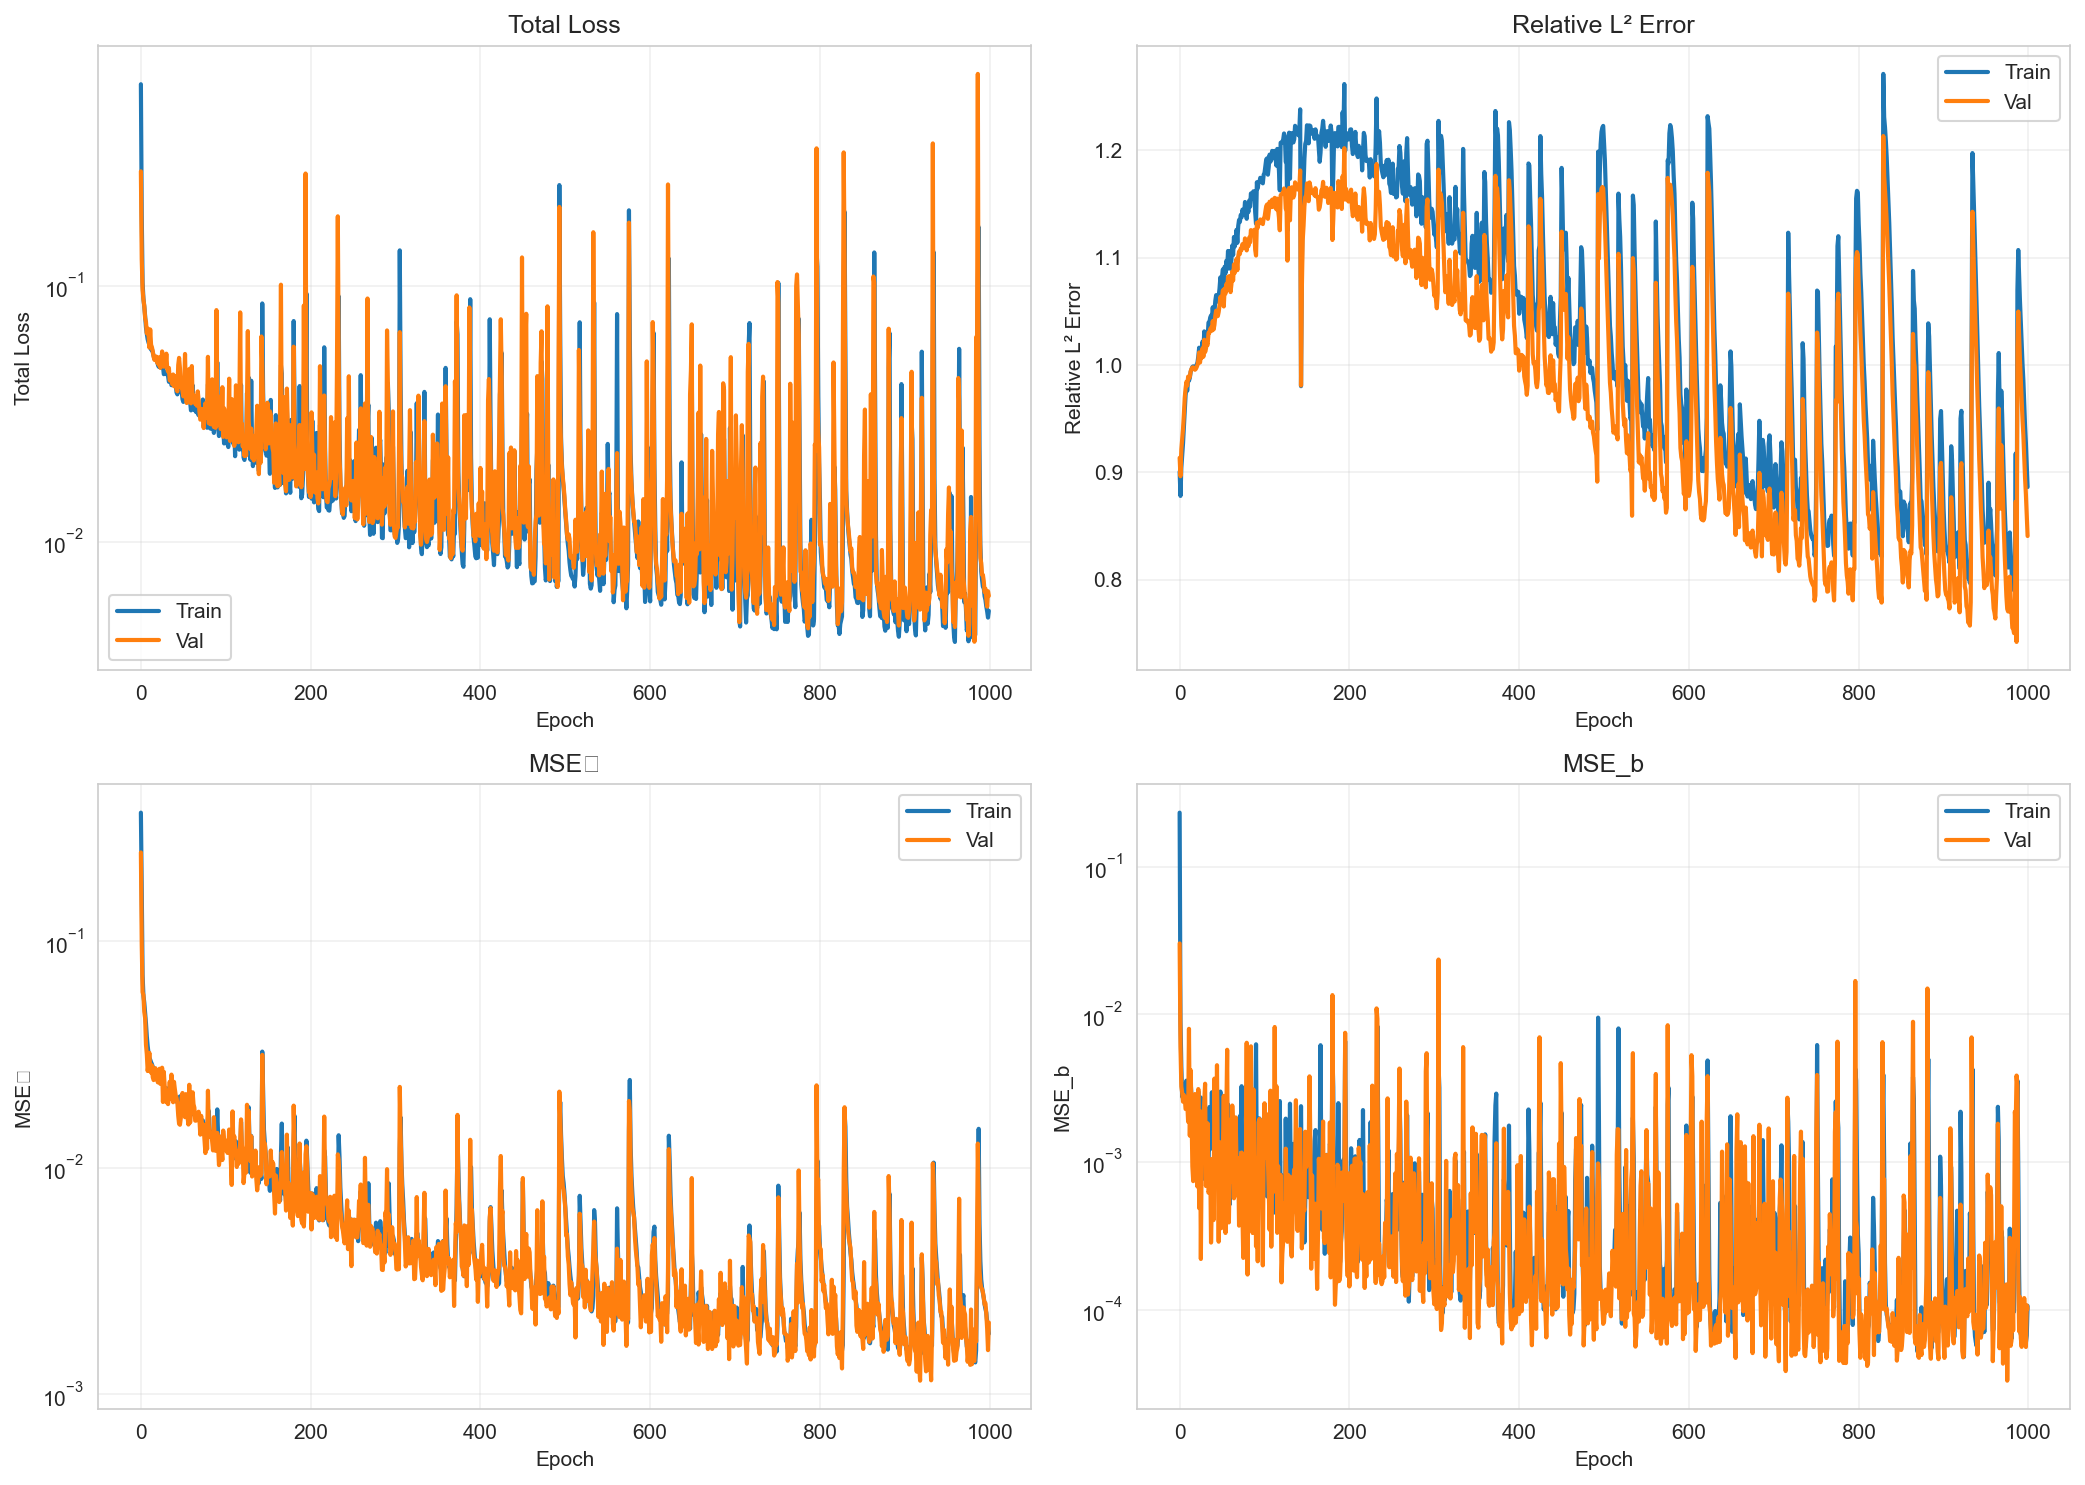 Total Loss
Total Loss
10⁻¹
10⁻²
Train
Val
0 200 400 600 800 1000
Epoch
Relative L² Error
Relative L² Error
1.2
1.1
1.0
0.9
0.8
Train
Val
0 200 400 600 800 1000
Epoch
MSE□
MSE□
10⁻¹
10⁻²
10⁻³
Train
Val
0 200 400 600 800 1000
Epoch
MSE_b
MSE_b
10⁻¹
10⁻²
10⁻³
10⁻⁴
Train
Val
0 200 400 600 800 1000
Epoch